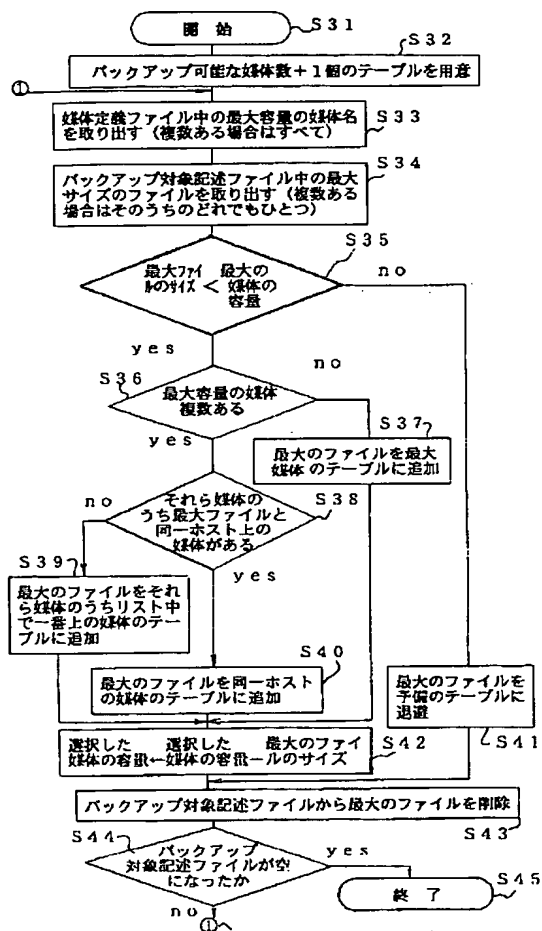 開 始
S31
S32
バックアップ可能な媒体数+1個のテーブルを用意
①
媒体定義ファイル中の最大容量の媒体名
を取り出す(複数ある場合はすべて)
S33
S34
バックアップ対象記述ファイル中の最大
サイズのファイルを取り出す(複数ある
場合はそのうちのどれでもひとつ)
S35
最大ファイ 最大の
ルのサイズ < 媒体の
容量
no
yes
no
S36
最大容量の媒体
複数ある
yes
S37
最大のファイルを最大
媒体のテーブルに追加
それら媒体の
うち最大ファイルと
同一ホスト上の
媒体がある
S38
no
yes
S39
最大のファイルをそれ
ら媒体のうちリスト中
で一番上の媒体のテー
ブルに追加
S40
最大のファイルを同一ホスト
の媒体のテーブルに追加
最大のファイルを
予備のテーブルに
退避
S41
選択した 選択した 最大のファイ
媒体の容量←媒体の容量ールのサイズ
S42
バックアップ対象記述ファイルから最大のファイルを削除
S43
S44
バックアップ
対象記述ファイルが空
になったか
yes
終 了
S45
no
①